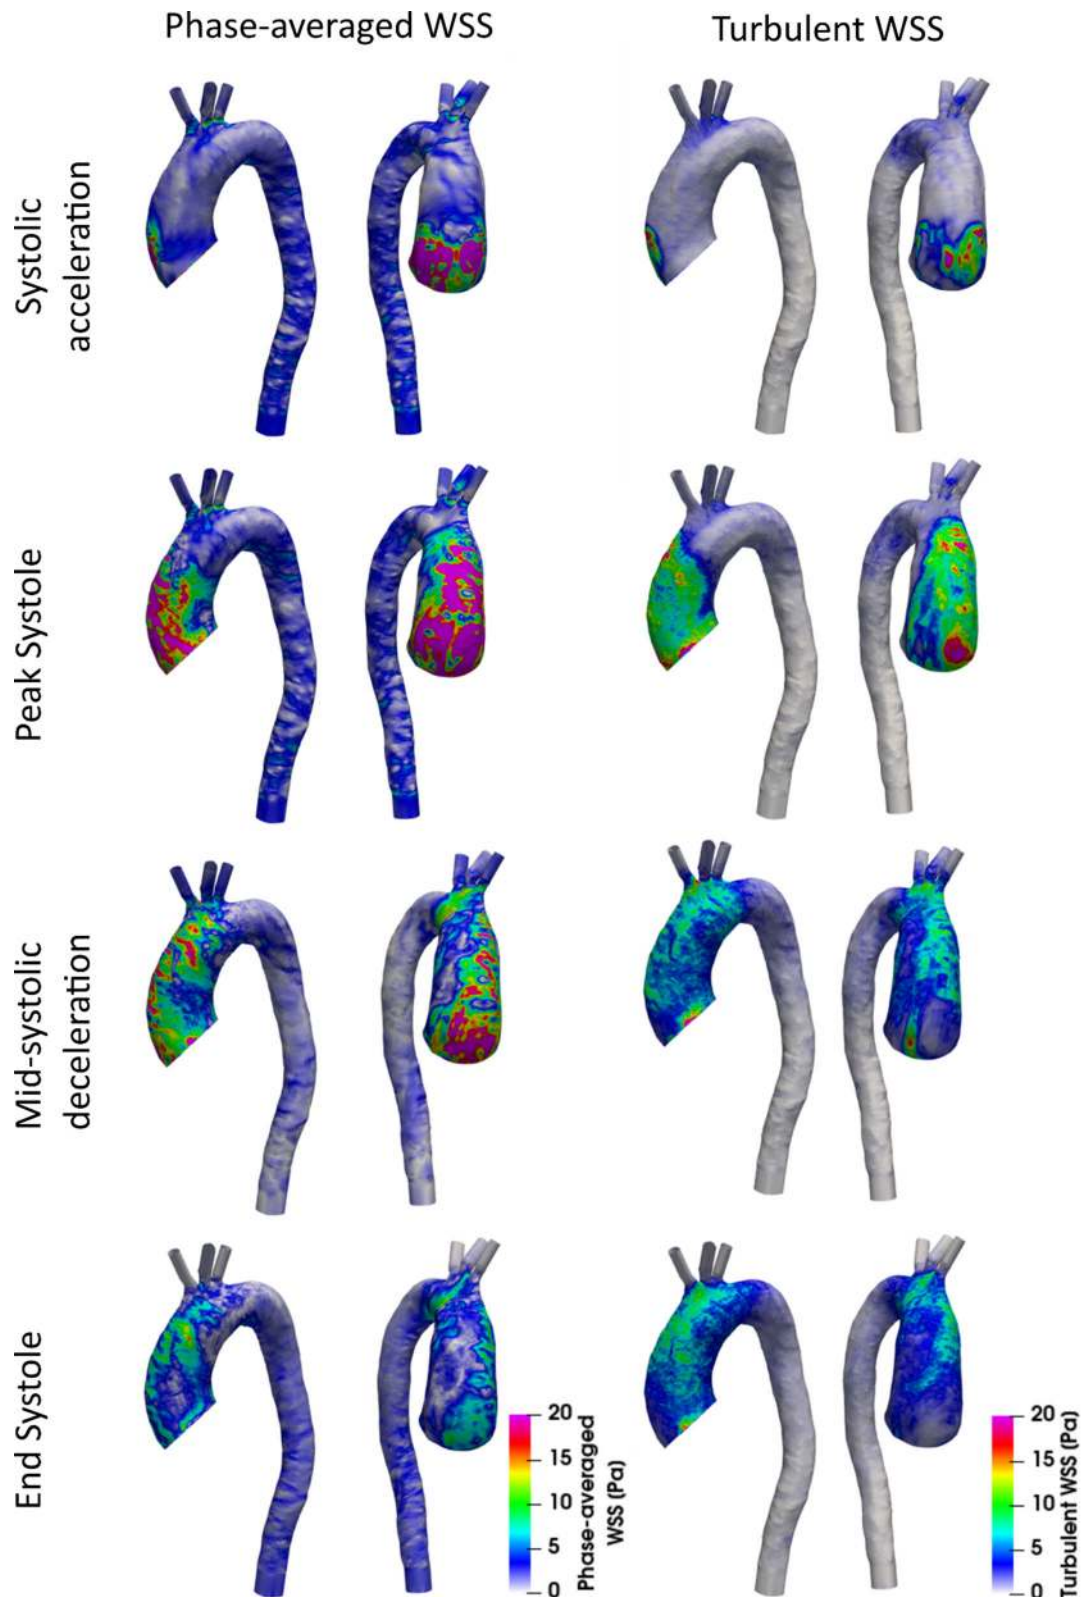 Phase-averaged WSS
Turbulent WSS
Systolic
acceleration
Peak Systole
Mid-systolic
deceleration
End Systole
20
15
10
5
0
Phase-averaged
WSS (Pa)
20
15
10
5
0
Turbulent WSS (Pa)